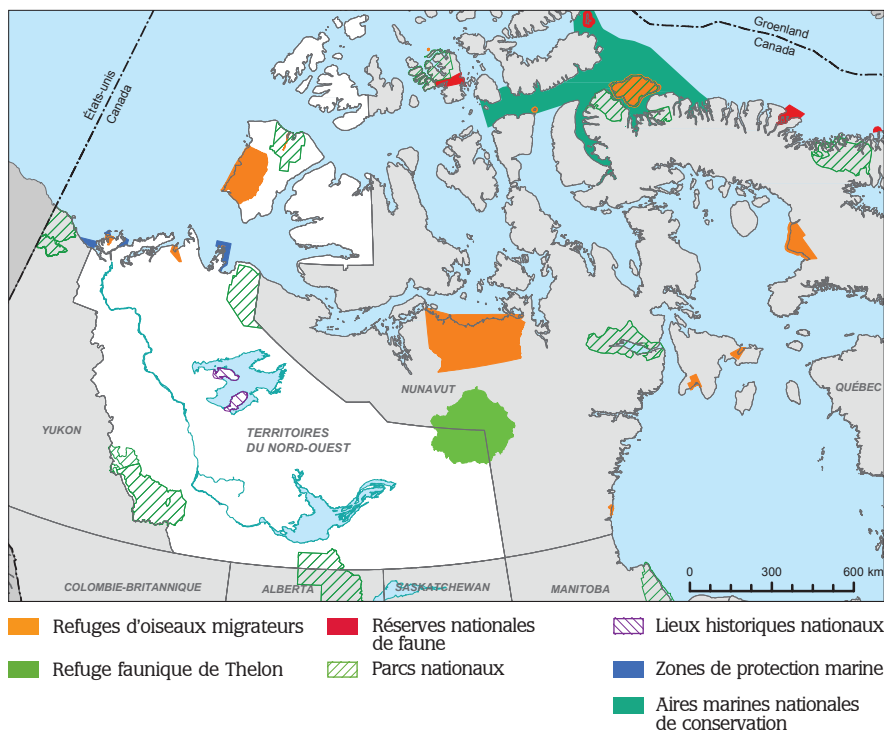 Groenland
Canada
États-unis
Canada
NUNAVUT
QUÉBEC
YUKON
TERRITOIRES
DU NORD-OUEST
COLOMBIE-BRITANNIQUE
ALBERTA
SASKATCHEWAN
MANITOBA
0 300 600 km
Refuges d'oiseaux migrateurs
Refuge faunique de Thelon
Réserves nationales
de faune
Parcs nationaux
Lieux historiques nationaux
Zones de protection marine
Aires marines nationales
de conservation